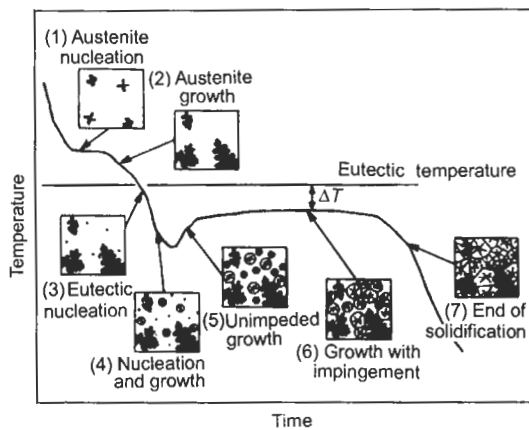 (1) Austenite
nucleation
(2) Austenite
growth
Eutectic temperature
ΔT
(3) Eutectic
nucleation
(4) Nucleation
and growth
(5) Unimpeded
growth
(6) Growth with
impingement
(7) End of
solidification
Temperature
Time